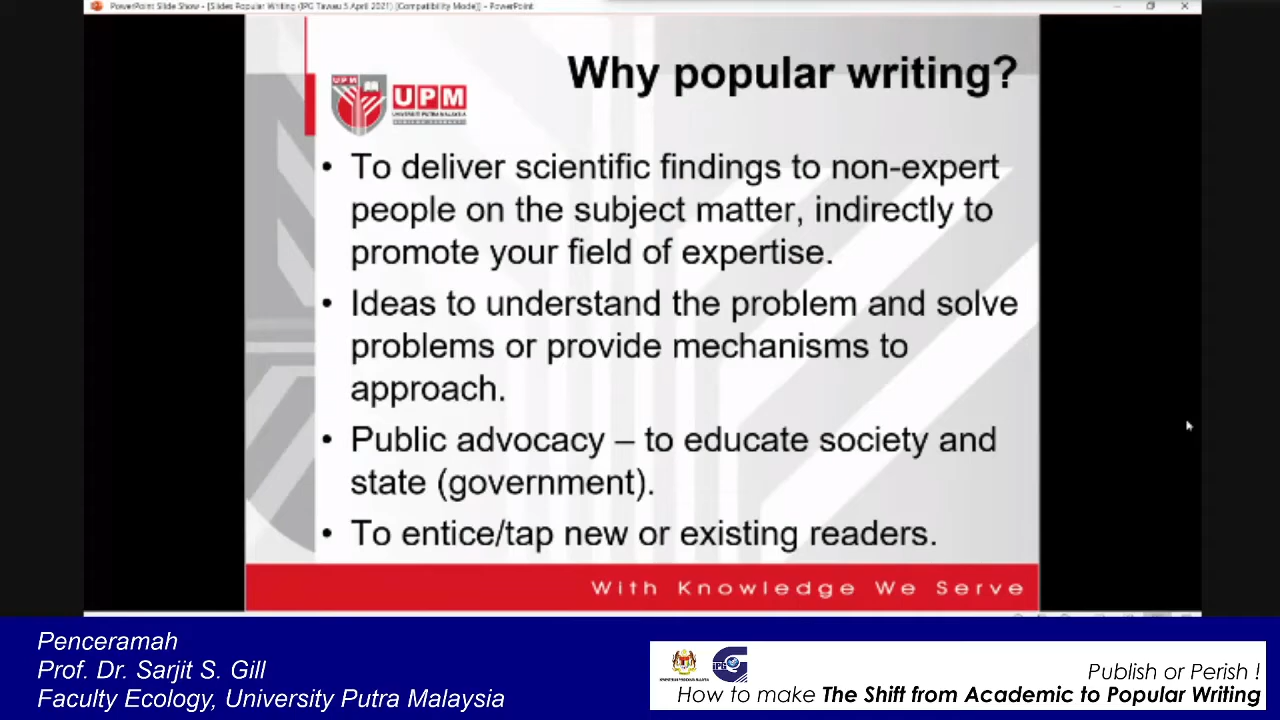 PowerPoint Slide Show - [Slides Popular Writing (IPG Tawau 5 April 2021) [Compatibility Mode]] - PowerPoint
Why popular writing?
UPM
UPM
UNIVERSITI PUTRA MALAYSIA
• To deliver scientific findings to non-expert
people on the subject matter, indirectly to
promote your field of expertise.
• Ideas to understand the problem and solve
problems or provide mechanisms to
approach.
• Public advocacy – to educate society and
state (government).
• To entice/tap new or existing readers.
With Knowledge We Serve
Penceramah
Prof. Dr. Sarjit S. Gill
Faculty Ecology, University Putra Malaysia
iPG
Publish or Perish !
How to make The Shift from Academic to Popular Writing